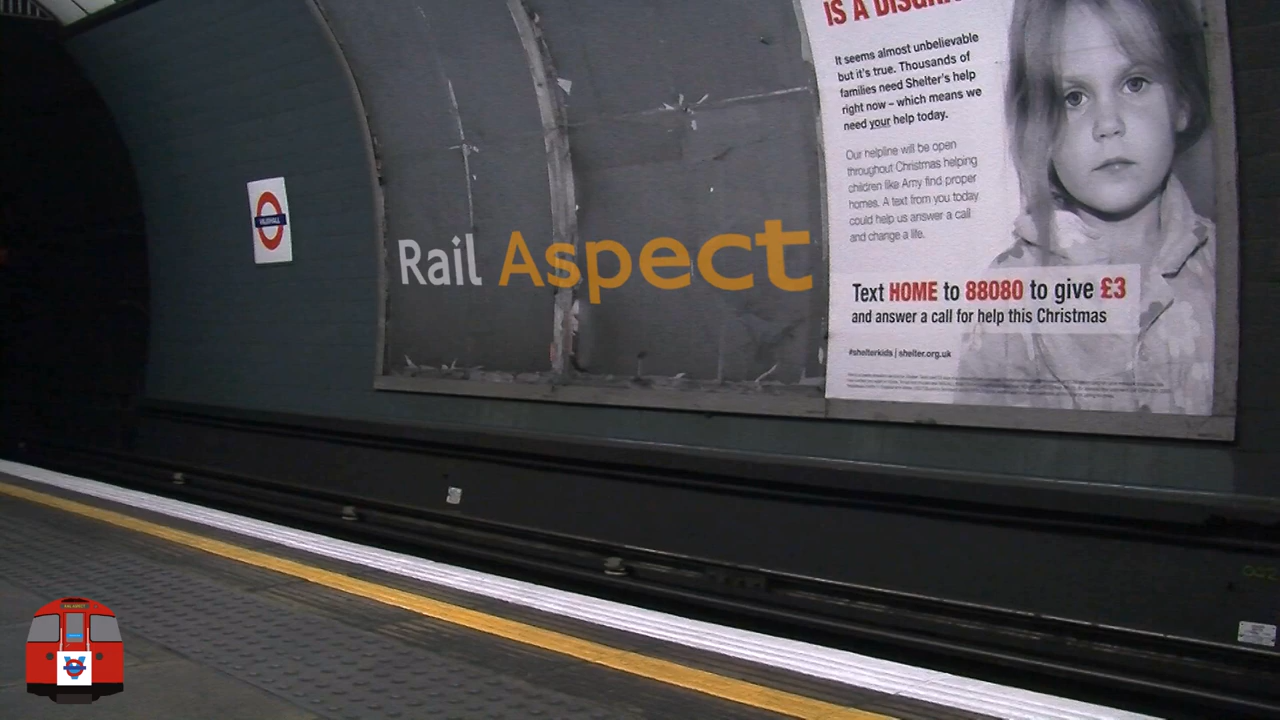 IS A
It seems almost unbelievable
but it's true. Thousands of
families need Shelter's help
right now – which means we
need your help today.
Our helpline will be open
throughout Christmas helping
children like Amy find proper
homes. A text from you today
could help us answer a call
and change a life.
Text HOME to 88080 to give £3
and answer a call for help this Christmas
#shelterkids | shelter.org.uk
VAUXHALL
Rail Aspect